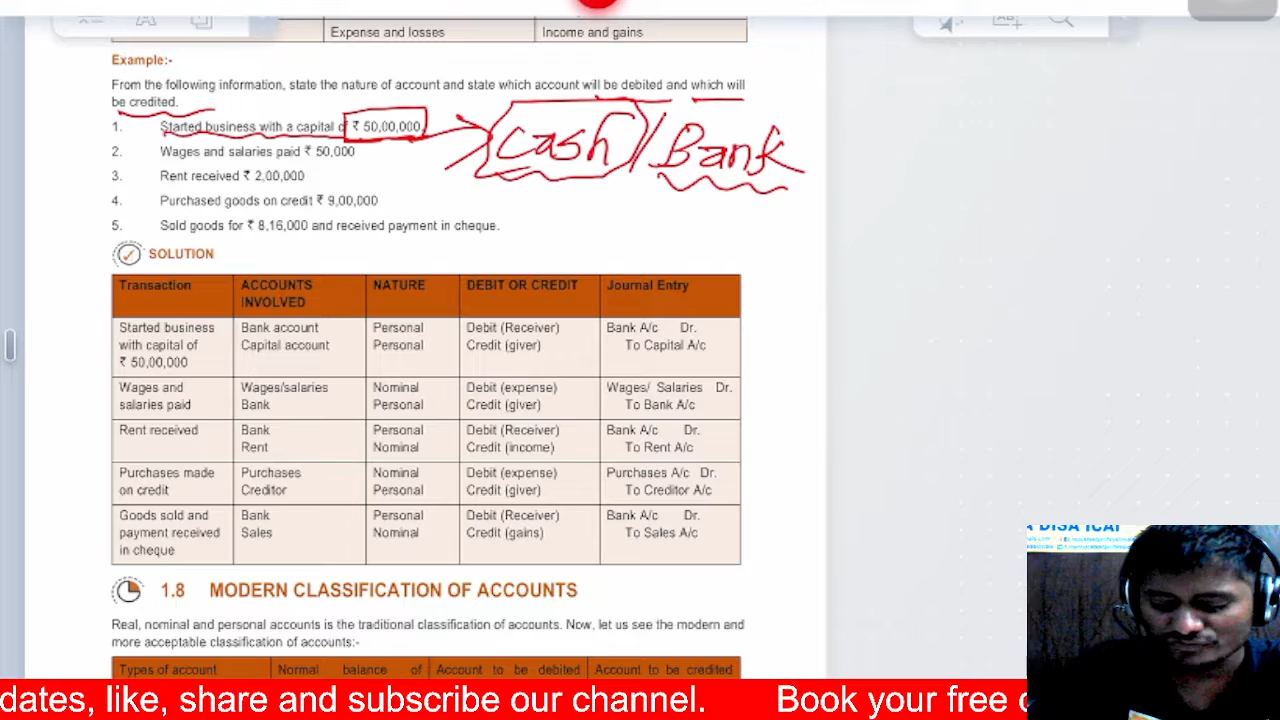 Expense and losses Income and gains
Example:-
From the following information, state the nature of account and state which account will be debited and which will
be credited.
1. Started business with a capital of ₹ 50,00,000 Cash / Bank
2. Wages and salaries paid ₹ 50,000
3. Rent received ₹ 2,00,000
4. Purchased goods on credit ₹ 9,00,000
5. Sold goods for ₹ 8,16,000 and received payment in cheque.
SOLUTION
Transaction ACCOUNTS NATURE DEBIT OR CREDIT Journal Entry
INVOLVED
Started business Bank account Personal Debit (Receiver) Bank A/c Dr.
with capital of Capital account Personal Credit (giver) To Capital A/c
₹ 50,00,000
Wages and Wages/salaries Nominal Debit (expense) Wages/ Salaries Dr.
salaries paid Bank Personal Credit (giver) To Bank A/c
Rent received Bank Personal Debit (Receiver) Bank A/c Dr.
Rent Nominal Credit (income) To Rent A/c
Purchases made Purchases Nominal Debit (expense) Purchases A/c Dr.
on credit Creditor Personal Credit (giver) To Creditor A/c
Goods sold and Bank Personal Debit (Receiver) Bank A/c Dr.
payment received Sales Nominal Credit (gains) To Sales A/c
in cheque
1.8 MODERN CLASSIFICATION OF ACCOUNTS
Real, nominal and personal accounts is the traditional classification of accounts. Now, let us see the modern and
more acceptable classification of accounts:-
Types of account Normal balance of Account to be debited Account to be credited
DISA ICAI
dates, like, share and subscribe our channel. Book your free